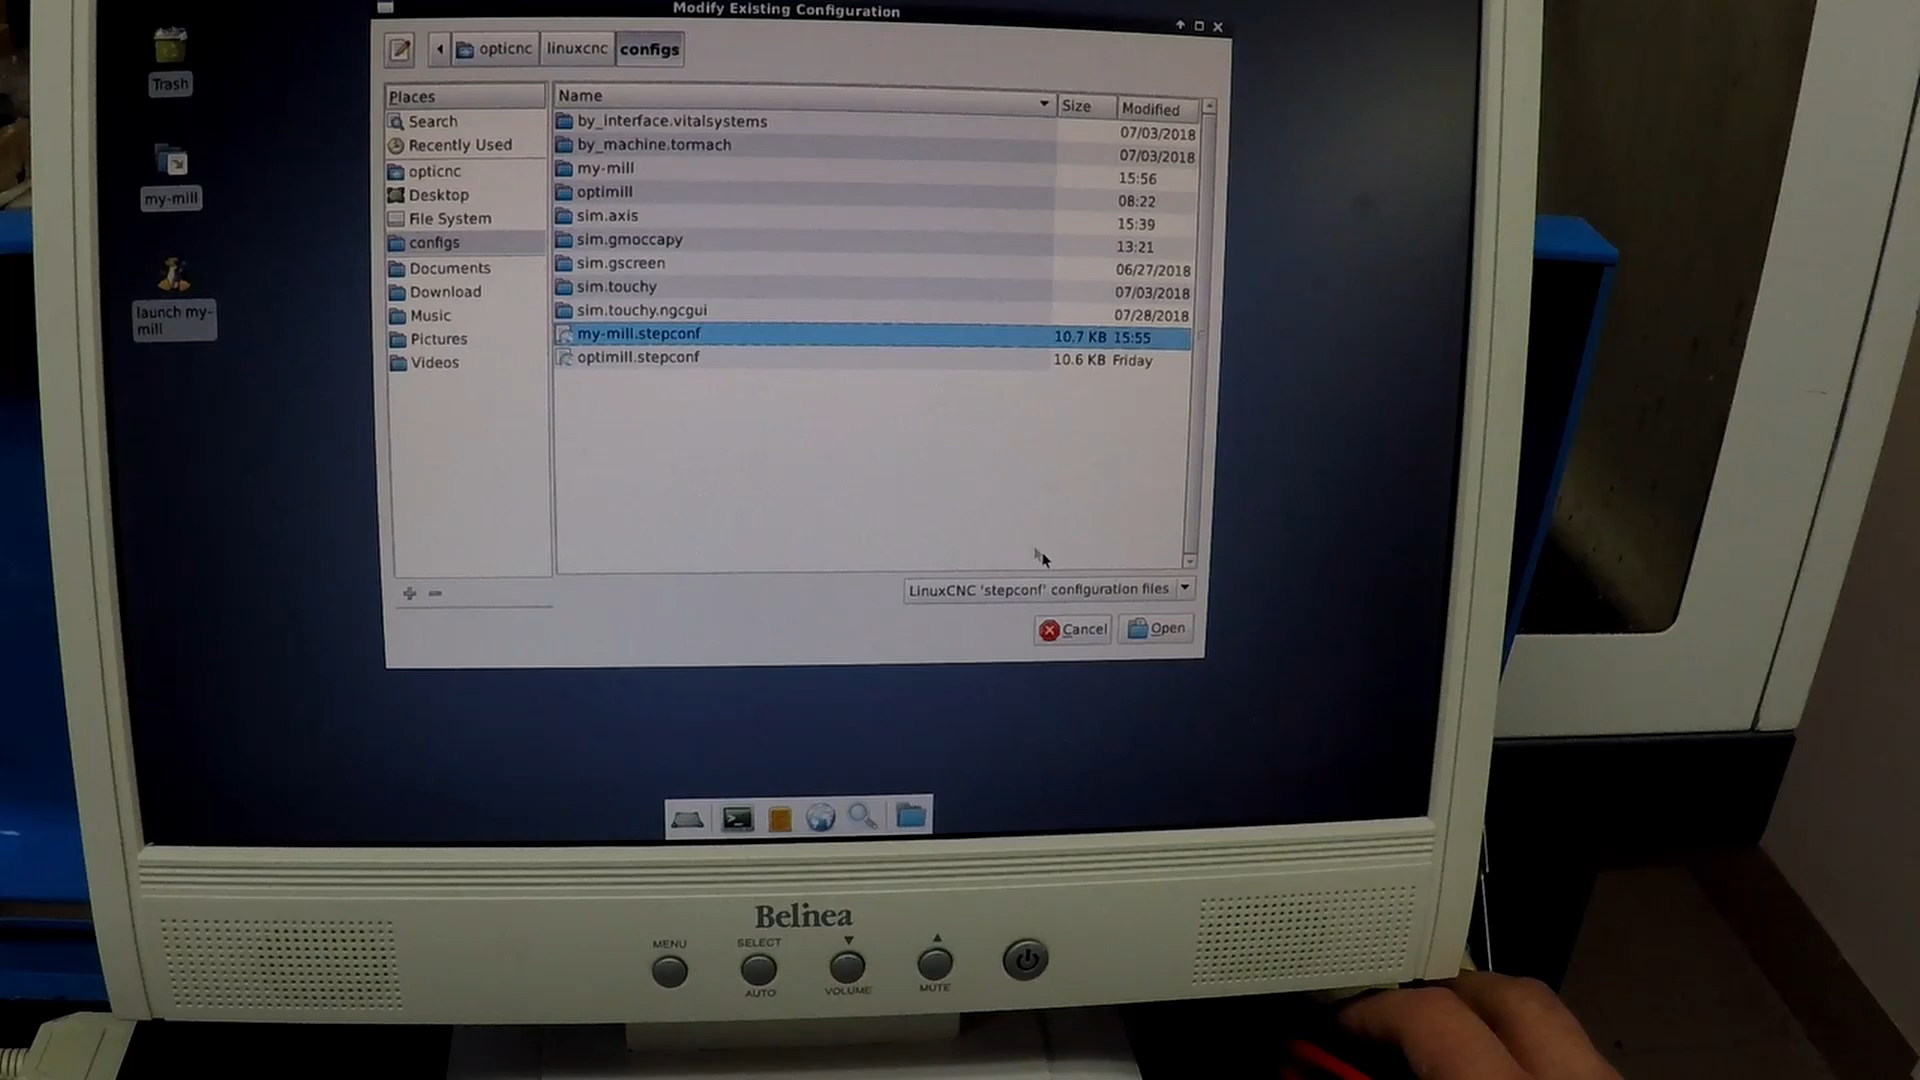 Modify Existing Configuration
opticnc linuxcnc configs
Trash
my-mill
launch my-
mill
Places
Search
Recently Used
opticnc
Desktop
File System
configs
Documents
Download
Music
Pictures
Videos
Name Size Modified
by_interface.vitalsystems 07/03/2018
by_machine.tormach 07/03/2018
my-mill 15:56
optimill 08:22
sim.axis 15:39
sim.gmoccapy 13:21
sim.gscreen 06/27/2018
sim.touchy 07/03/2018
sim.touchy.ngcgui 07/28/2018
my-mill.stepconf 10.7 KB 15:55
optimill.stepconf 10.6 KB Friday
LinuxCNC 'stepconf' configuration files
Cancel Open
Belinea
MENU SELECT
AUTO VOLUME MUTE